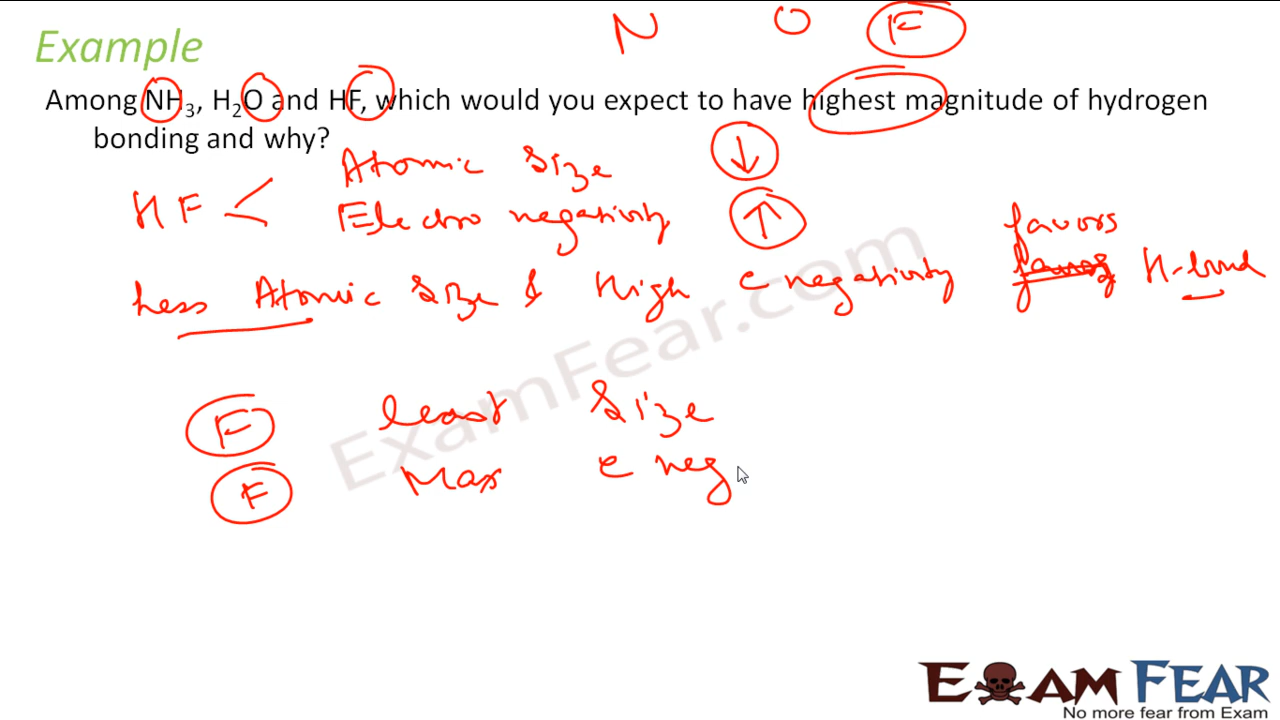 N O F
Example
Among NH₃, H₂O and HF, which would you expect to have highest magnitude of hydrogen
bonding and why?
Atomic Size ↓
HF < Electro negativity ↑
favors
Less Atomic Size & High e negativity H-bond
F least Size
F Max e neg
ExamFear.com
EXAM FEAR
No more fear from Exam